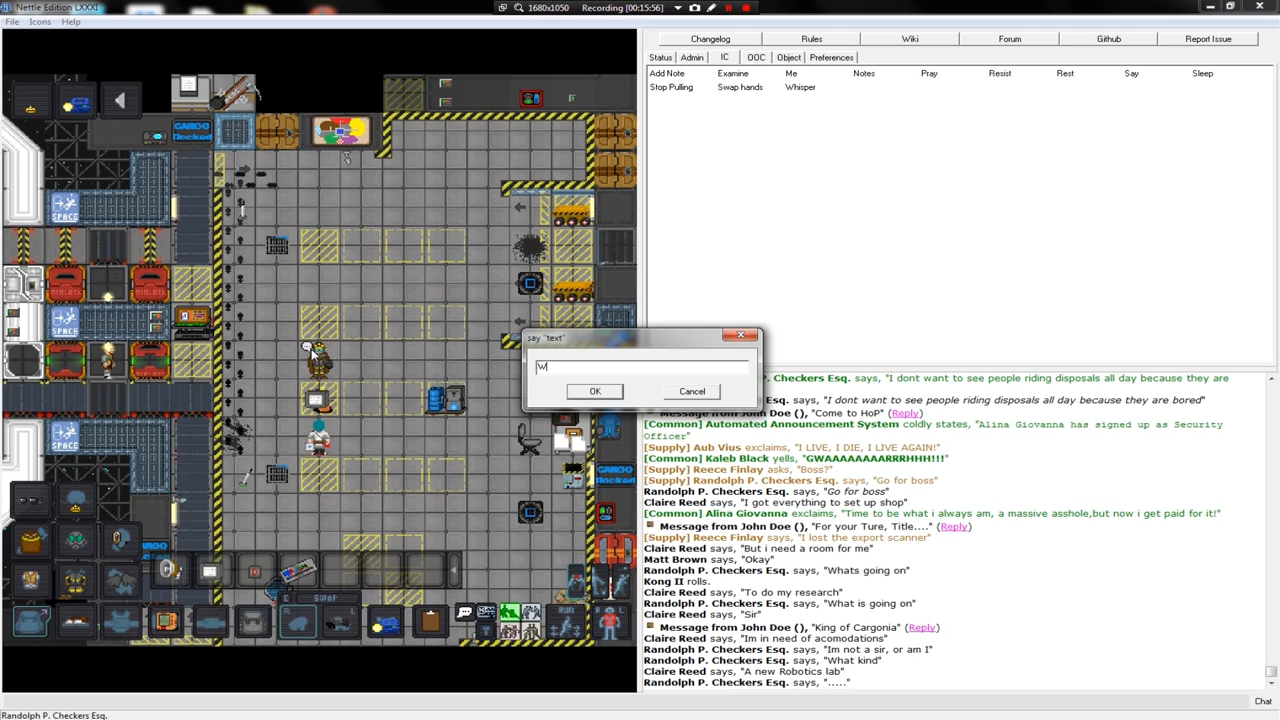 Nettle Edition LXXXI
1680x1050
Recording [00:15:56]
File Icons Help
Changelog Rules Wiki Forum Github Report Issue
Status Admin IC OOC Object Preferences
Add Note Examine Me Notes Pray Resist Rest Say Sleep
Stop Pulling Swap hands Whisper
CARGO
Docked
SPACE
SPACE
SPACE
CARGO
Docked
say "text"
W
OK Cancel
P. Checkers Esq. says, "I dont want to see people riding disposals all day because they are
P. Checkers Esq. says, "I dont want to see people riding disposals all day because they are bored"
Message from John Doe (), "Come to HoP" (Reply)
[Common] Automated Announcement System coldly states, "Alina Giovanna has signed up as Security
Officer"
[Supply] Aub Vius exclaims, "I LIVE, I DIE, I LIVE AGAIN!"
[Common] Kaleb Black yells, "GWAAAAAAARRRHHH!!!"
[Supply] Reece Finlay asks, "Boss?"
[Supply] Randolph P. Checkers Esq. says, "Go for boss"
Randolph P. Checkers Esq. says, "Go for boss"
Claire Reed says, "I got everything to set up shop"
[Common] Alina Giovanna exclaims, "Time to be what i always am, a massive asshole,but now i get paid for it!"
Message from John Doe (), "For your Ture, Title...." (Reply)
[Supply] Reece Finlay says, "I lost the export scanner"
Claire Reed says, "But i need a room for me"
Matt Brown says, "Okay"
Randolph P. Checkers Esq. says, "Whats going on"
Kong II rolls.
Claire Reed says, "To do my research"
Randolph P. Checkers Esq. says, "What is going on"
Claire Reed says, "Sir"
Message from John Doe (), "King of Cargonia" (Reply)
Claire Reed says, "Im in need of acomodations"
Randolph P. Checkers Esq. says, "Im not a sir, or am I"
Randolph P. Checkers Esq. says, "What kind"
Claire Reed says, "A new Robotics lab"
Randolph P. Checkers Esq. says, "....."
SWAP
RUN
Chat
Randolph P. Checkers Esq.